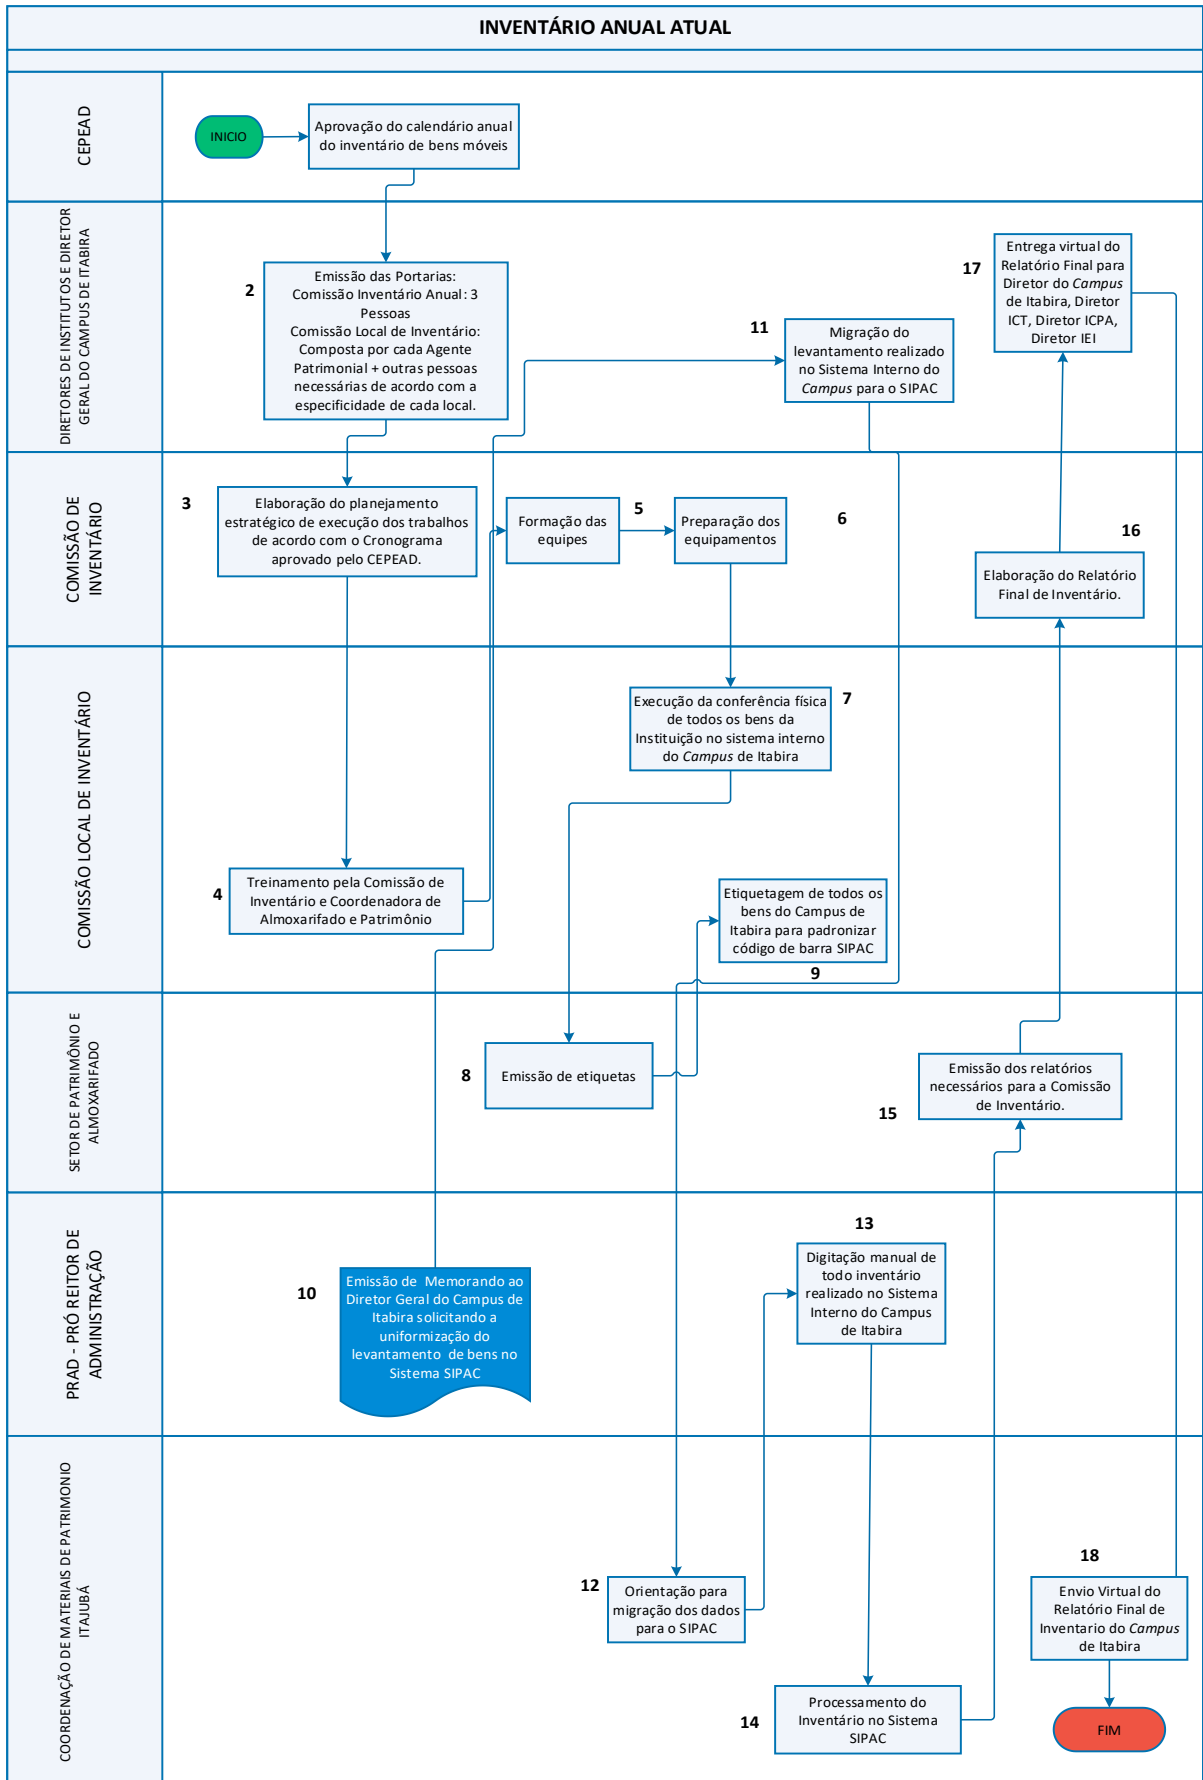 INVENTÁRIO ANUAL ATUAL
CEPEAD
INICIO
Aprovação do calendário anual
do inventário de bens móveis
DIRETORES DE INSTITUTOS E DIRETOR
GERAL DO CAMPUS DE ITABIRA
2
Emissão das Portarias:
Comissão Inventário Anual: 3
Pessoas
Comissão Local de Inventário:
Composta por cada Agente
Patrimonial + outras pessoas
necessárias de acordo com a
especificidade de cada local.
11
Migração do
levantamento realizado
no Sistema Interno do
Campus para o SIPAC
17
Entrega virtual do
Relatório Final para
Diretor do Campus
de Itabira, Diretor
ICT, Diretor ICPA,
Diretor IEI
COMISSÃO DE
INVENTÁRIO
3
Elaboração do planejamento
estratégico de execução dos trabalhos
de acordo com o Cronograma
aprovado pelo CEPEAD.
Formação das
equipes
5
Preparação dos
equipamentos
6
16
Elaboração do Relatório
Final de Inventário.
COMISSÃO LOCAL DE INVENTÁRIO
Execução da conferência física
de todos os bens da
Instituição no sistema interno
do Campus de Itabira
7
4
Treinamento pela Comissão de
Inventário e Coordenadora de
Almoxarifado e Patrimônio
Etiquetagem de todos os
bens do Campus de
Itabira para padronizar
código de barra SIPAC
9
SETOR DE PATRIMÔNIO E
ALMOXARIFADO
8
Emissão de etiquetas
Emissão dos relatórios
necessários para a Comissão
de Inventário.
15
PRAD - PRÓ REITOR DE
ADMINISTRAÇÃO
10
Emissão de Memorando ao
Diretor Geral do Campus de
Itabira solicitando a
uniformização do
levantamento de bens no
Sistema SIPAC
13
Digitação manual de
todo inventário
realizado no Sistema
Interno do Campus
de Itabira
COORDENAÇÃO DE MATERIAIS DE PATRIMONIO
ITAJUBÁ
12
Orientação para
migração dos dados
para o SIPAC
14
Processamento do
Inventário no Sistema
SIPAC
18
Envio Virtual do
Relatório Final de
Inventario do Campus
de Itabira
FIM